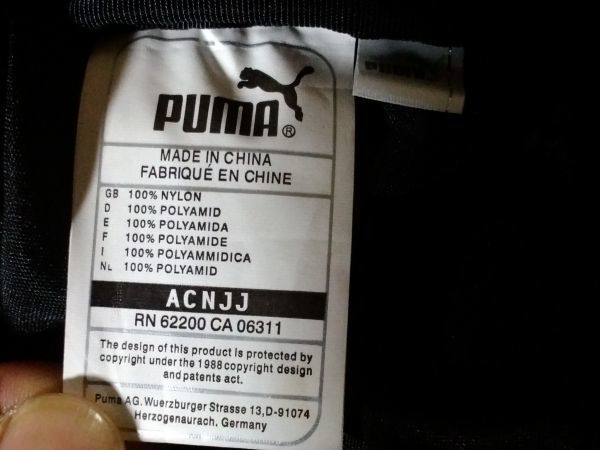 PUMA®
MADE IN CHINA
FABRIQUÉ EN CHINE
GB 100% NYLON
D 100% POLYAMID
E 100% POLYAMIDA
F 100% POLYAMIDE
I 100% POLYAMMIDICA
NL 100% POLYAMID
ACNJJ
RN 62200 CA 06311
The design of this product is protected by
copyright under the 1988 copyright design
and patents act.
Puma AG, Wuerzburger Strasse 13, D-91074
Herzogenaurach. Germany